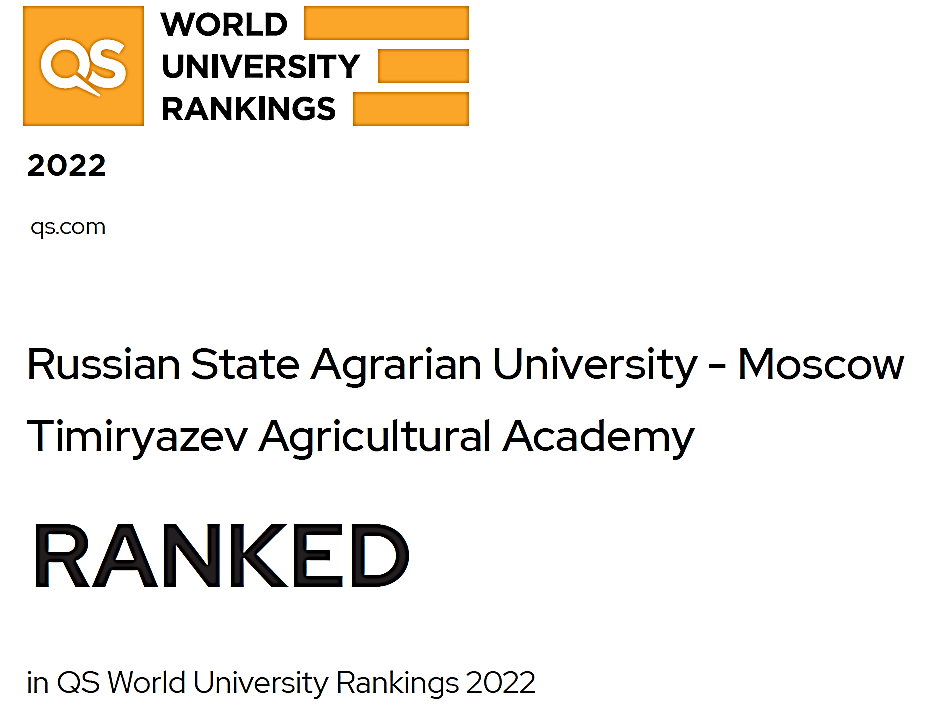 QS
WORLD
UNIVERSITY
RANKINGS
2022
qs.com
Russian State Agrarian University - Moscow
Timiryazev Agricultural Academy
RANKED
in QS World University Rankings 2022